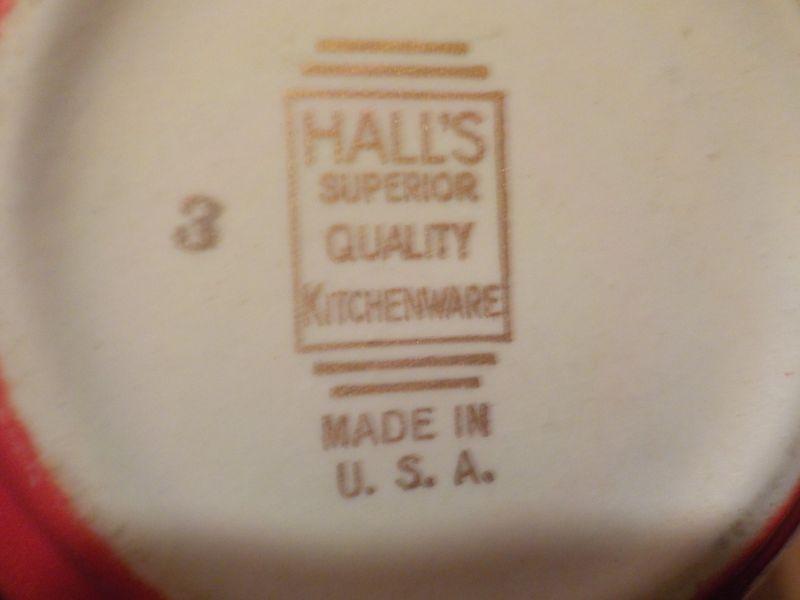 HALL'S
SUPERIOR
QUALITY
KITCHENWARE
3
MADE IN
U. S. A.